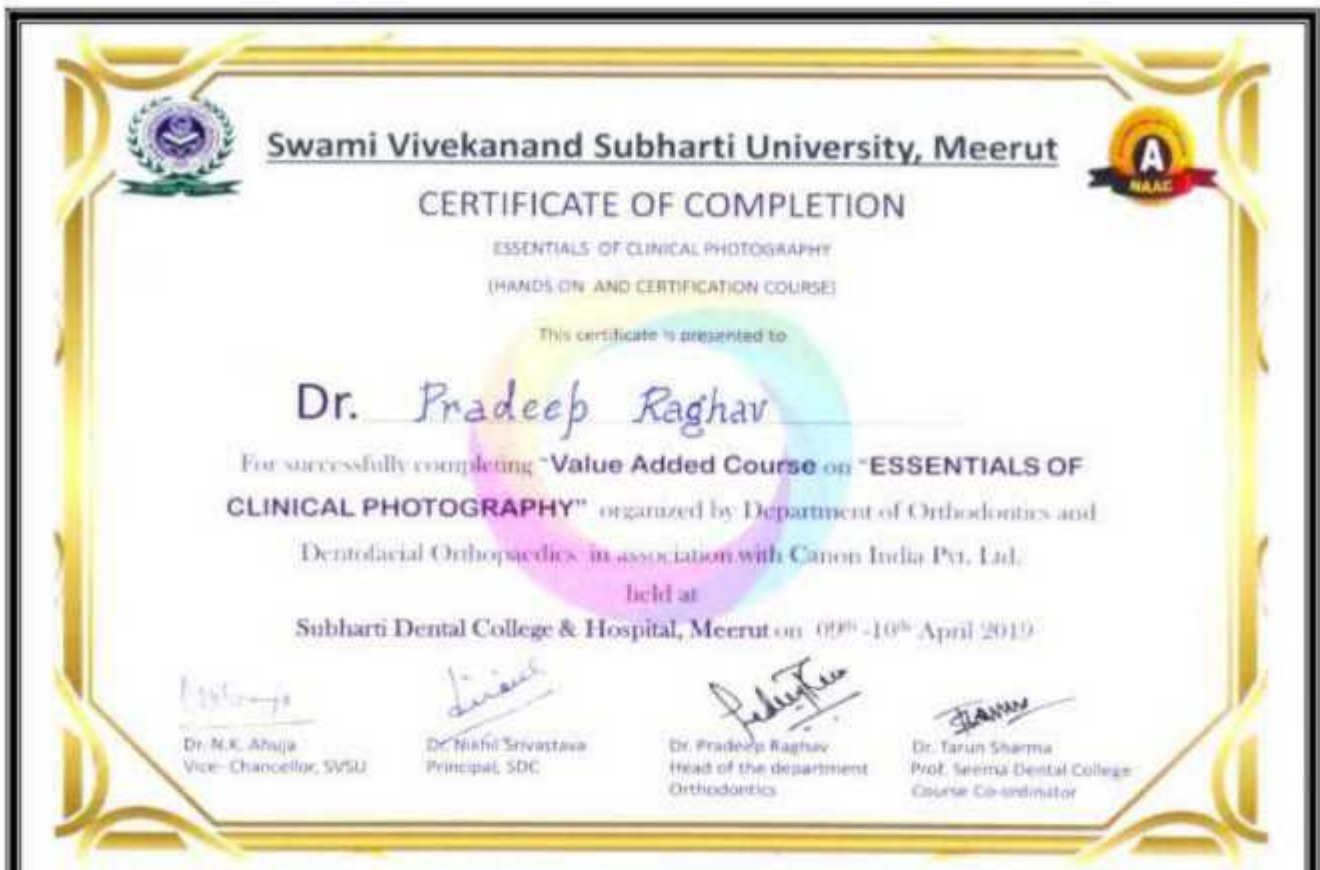 Swami Vivekanand Subharti University, Meerut
A
NAAC
CERTIFICATE OF COMPLETION
ESSENTIALS OF CLINICAL PHOTOGRAPHY
(HANDS ON AND CERTIFICATION COURSE)
This certificate is presented to
Dr. Pradeep Raghav
For successfully completing "Value Added Course on "ESSENTIALS OF
CLINICAL PHOTOGRAPHY" organized by Department of Orthodontics and
Dentofacial Orthopaedics in association with Canon India Pvt. Ltd.
held at
Subharti Dental College & Hospital, Meerut on 09th -10th April 2019
Dr. N.K. Ahuja
Vice- Chancellor, SVSU
Dr. Nikhil Srivastava
Principal, SDC
Dr. Pradeep Raghav
Head of the department
Orthodontics
Dr. Tarun Sharma
Prof. Seema Dental College
Course Co-ordinator